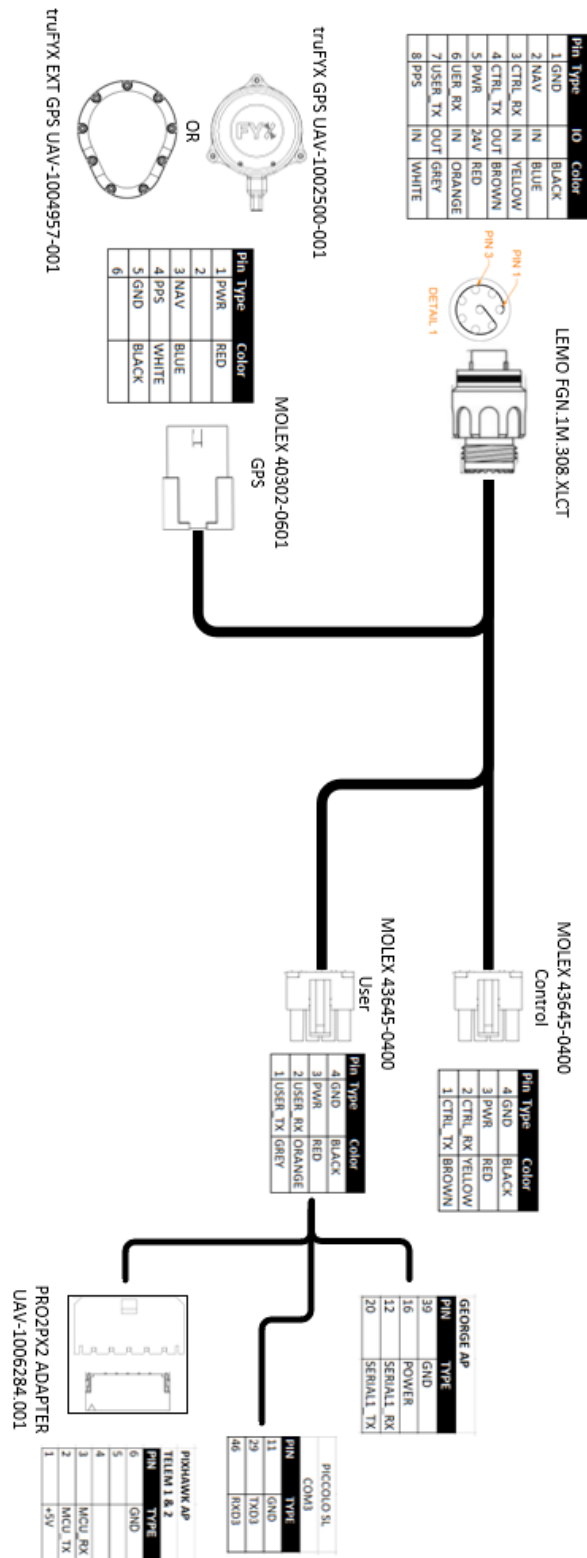 Pin Type IO Color
1 GND BLACK
2 NAV IN BLUE
3 CTRL_RX IN YELLOW
4 CTRL_TX OUT BROWN
5 PWR 24V RED
6 UER_RX IN ORANGE
7 USER_TX OUT GREY
8 PPS IN WHITE
PIN 1
PIN 3
DETAIL 1
LEMO FGN.1M.308.XLCT
FYX
truFYX GPS UAV-1002500-001
OR
truFYX EXT GPS UAV-1004957-001
Pin Type Color
1 PWR RED
2
3 NAV BLUE
4 PPS WHITE
5 GND BLACK
6
MOLEX 40302-0601
GPS
MOLEX 43645-0400
Control
Pin Type Color
4 GND BLACK
3 PWR RED
2 CTRL_RX YELLOW
1 CTRL_TX BROWN
MOLEX 43645-0400
User
Pin Type Color
4 GND BLACK
3 PWR RED
2 USER_RX ORANGE
1 USER_TX GREY
GEORGE AP
PIN TYPE
39 GND
16 POWER
12 SERIAL1_RX
20 SERIAL1_TX
PICCOLO SL
COM3
PIN TYPE
11 GND
29 TXD3
46 RXD3
PRO2PX2 ADAPTER
UAV-1006284.001
PIXHAWK AP
TELEM 1 & 2
PIN TYPE
6 GND
5
4
3 MCU_RX
2 MCU_TX
1 +5V